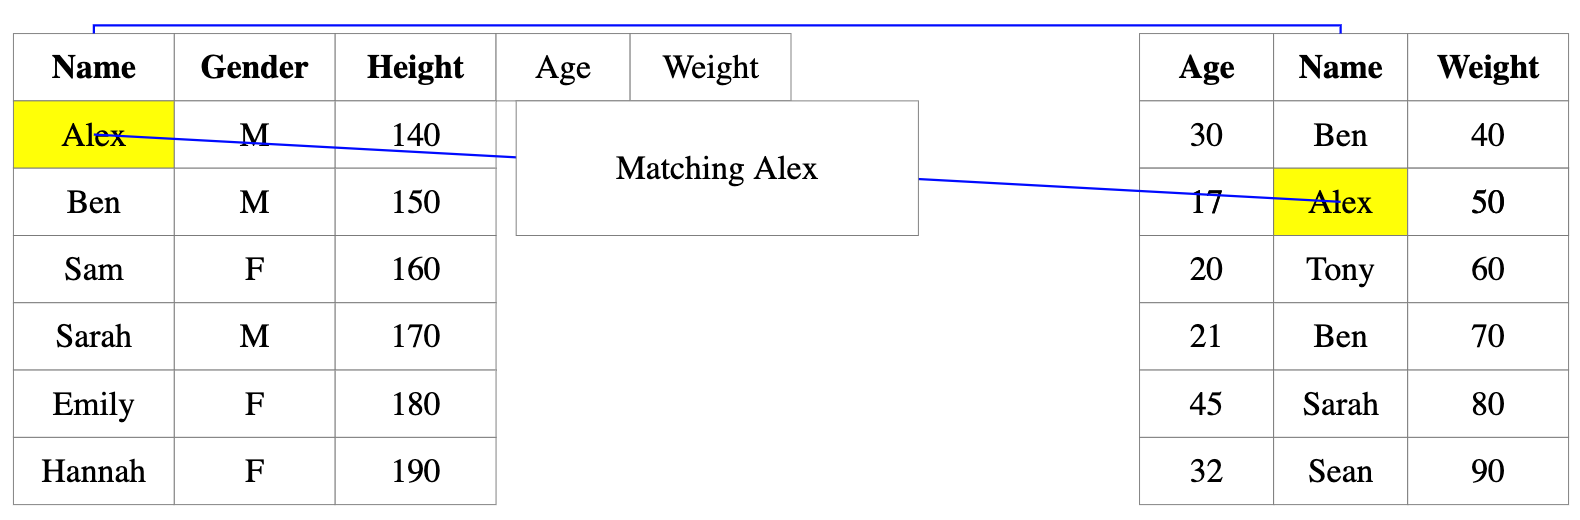 Name Gender Height Age Weight
Alex M 140
Ben M 150
Sam F 160
Sarah M 170
Emily F 180
Hannah F 190
Matching Alex
Age Name Weight
30 Ben 40
17 Alex 50
20 Tony 60
21 Ben 70
45 Sarah 80
32 Sean 90